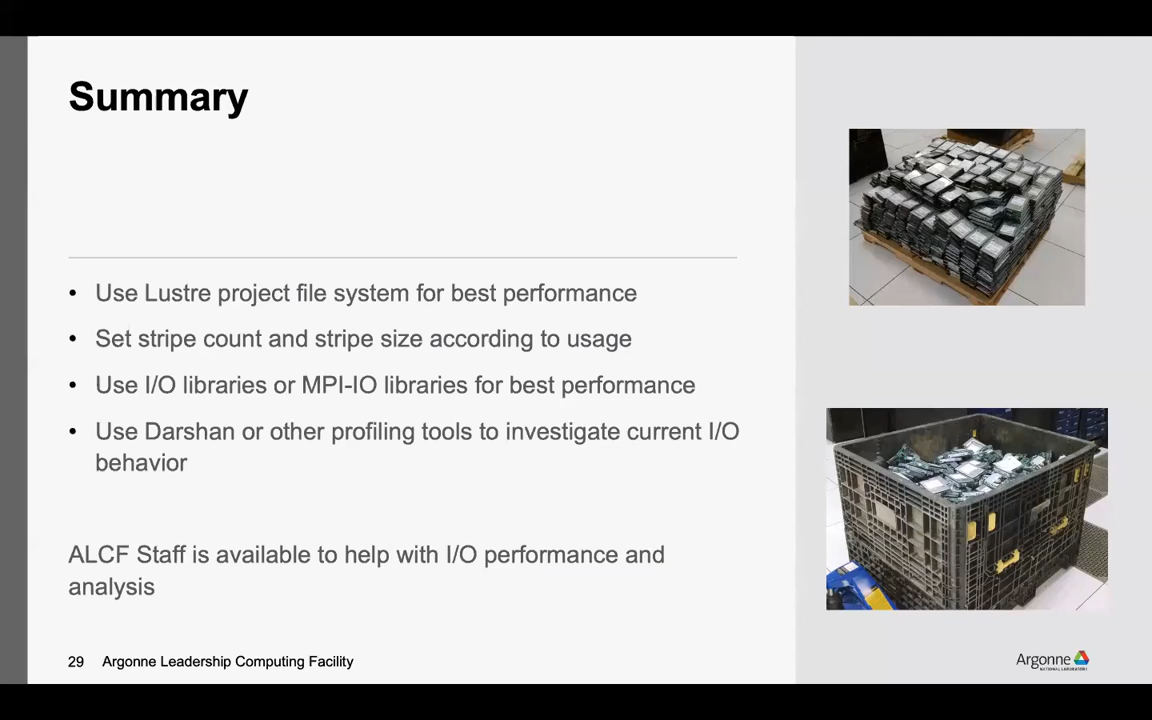 Summary
• Use Lustre project file system for best performance
• Set stripe count and stripe size according to usage
• Use I/O libraries or MPI-IO libraries for best performance
• Use Darshan or other profiling tools to investigate current I/O
behavior
ALCF Staff is available to help with I/O performance and
analysis
29 Argonne Leadership Computing Facility
Argonne
NATIONAL LABORATORY